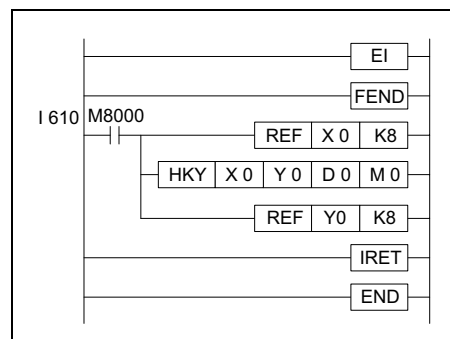 EI
FEND
I 610 M8000
REF X 0 K8
HKY X 0 Y 0 D 0 M 0
REF Y0 K8
IRET
END